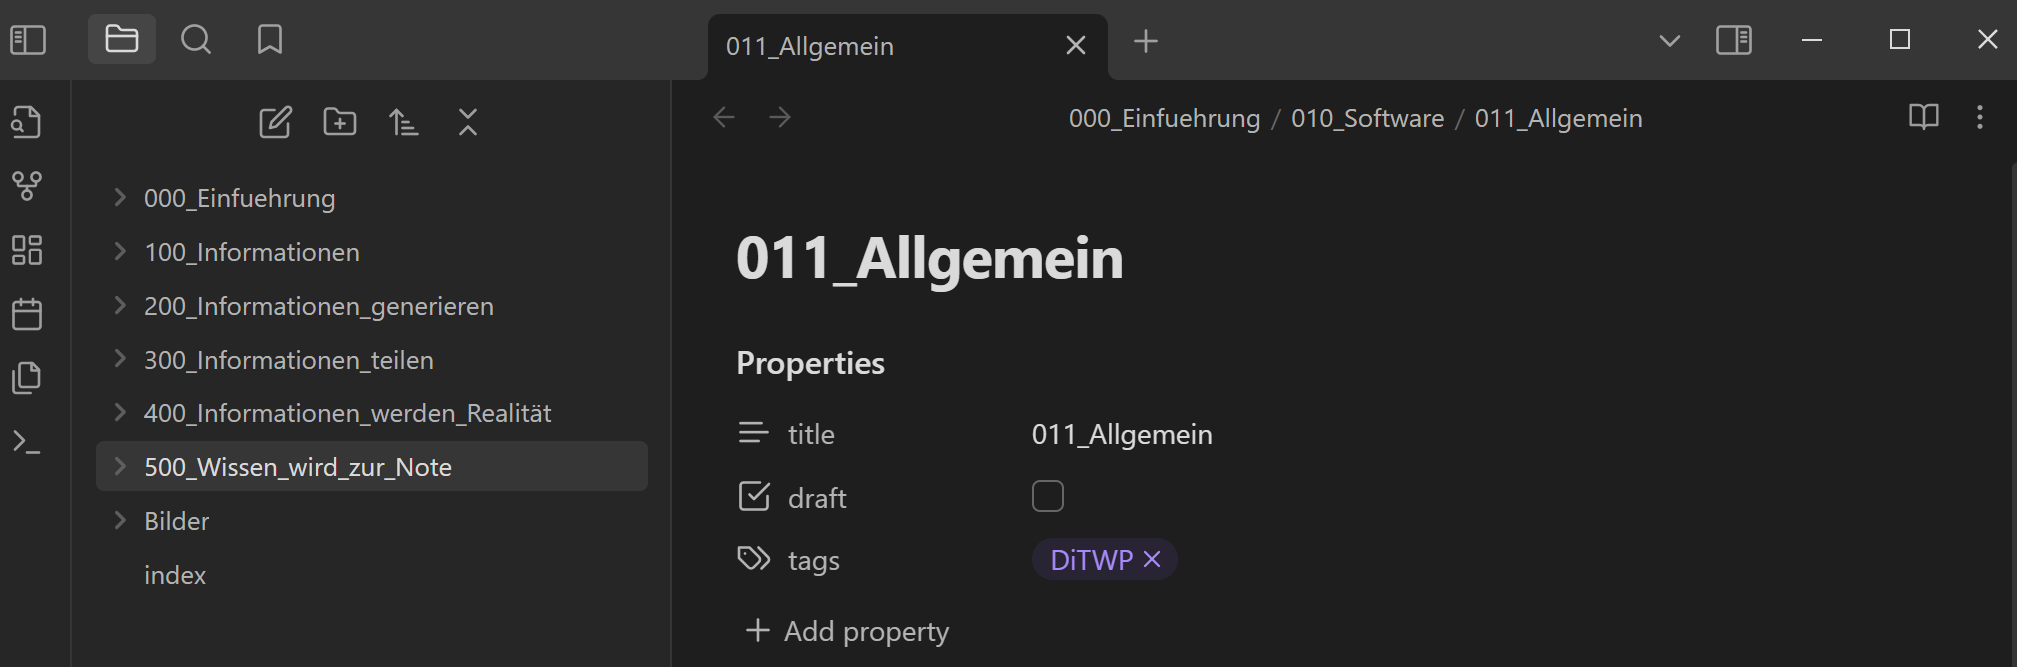 011_Allgemein
000_Einfuehrung / 010_Software / 011_Allgemein
000_Einfuehrung
100_Informationen
200_Informationen_generieren
300_Informationen_teilen
400_Informationen_werden_Realität
500_Wissen_wird_zur_Note
Bilder
index
011_Allgemein
Properties
title 011_Allgemein
draft
tags DiTWP
Add property